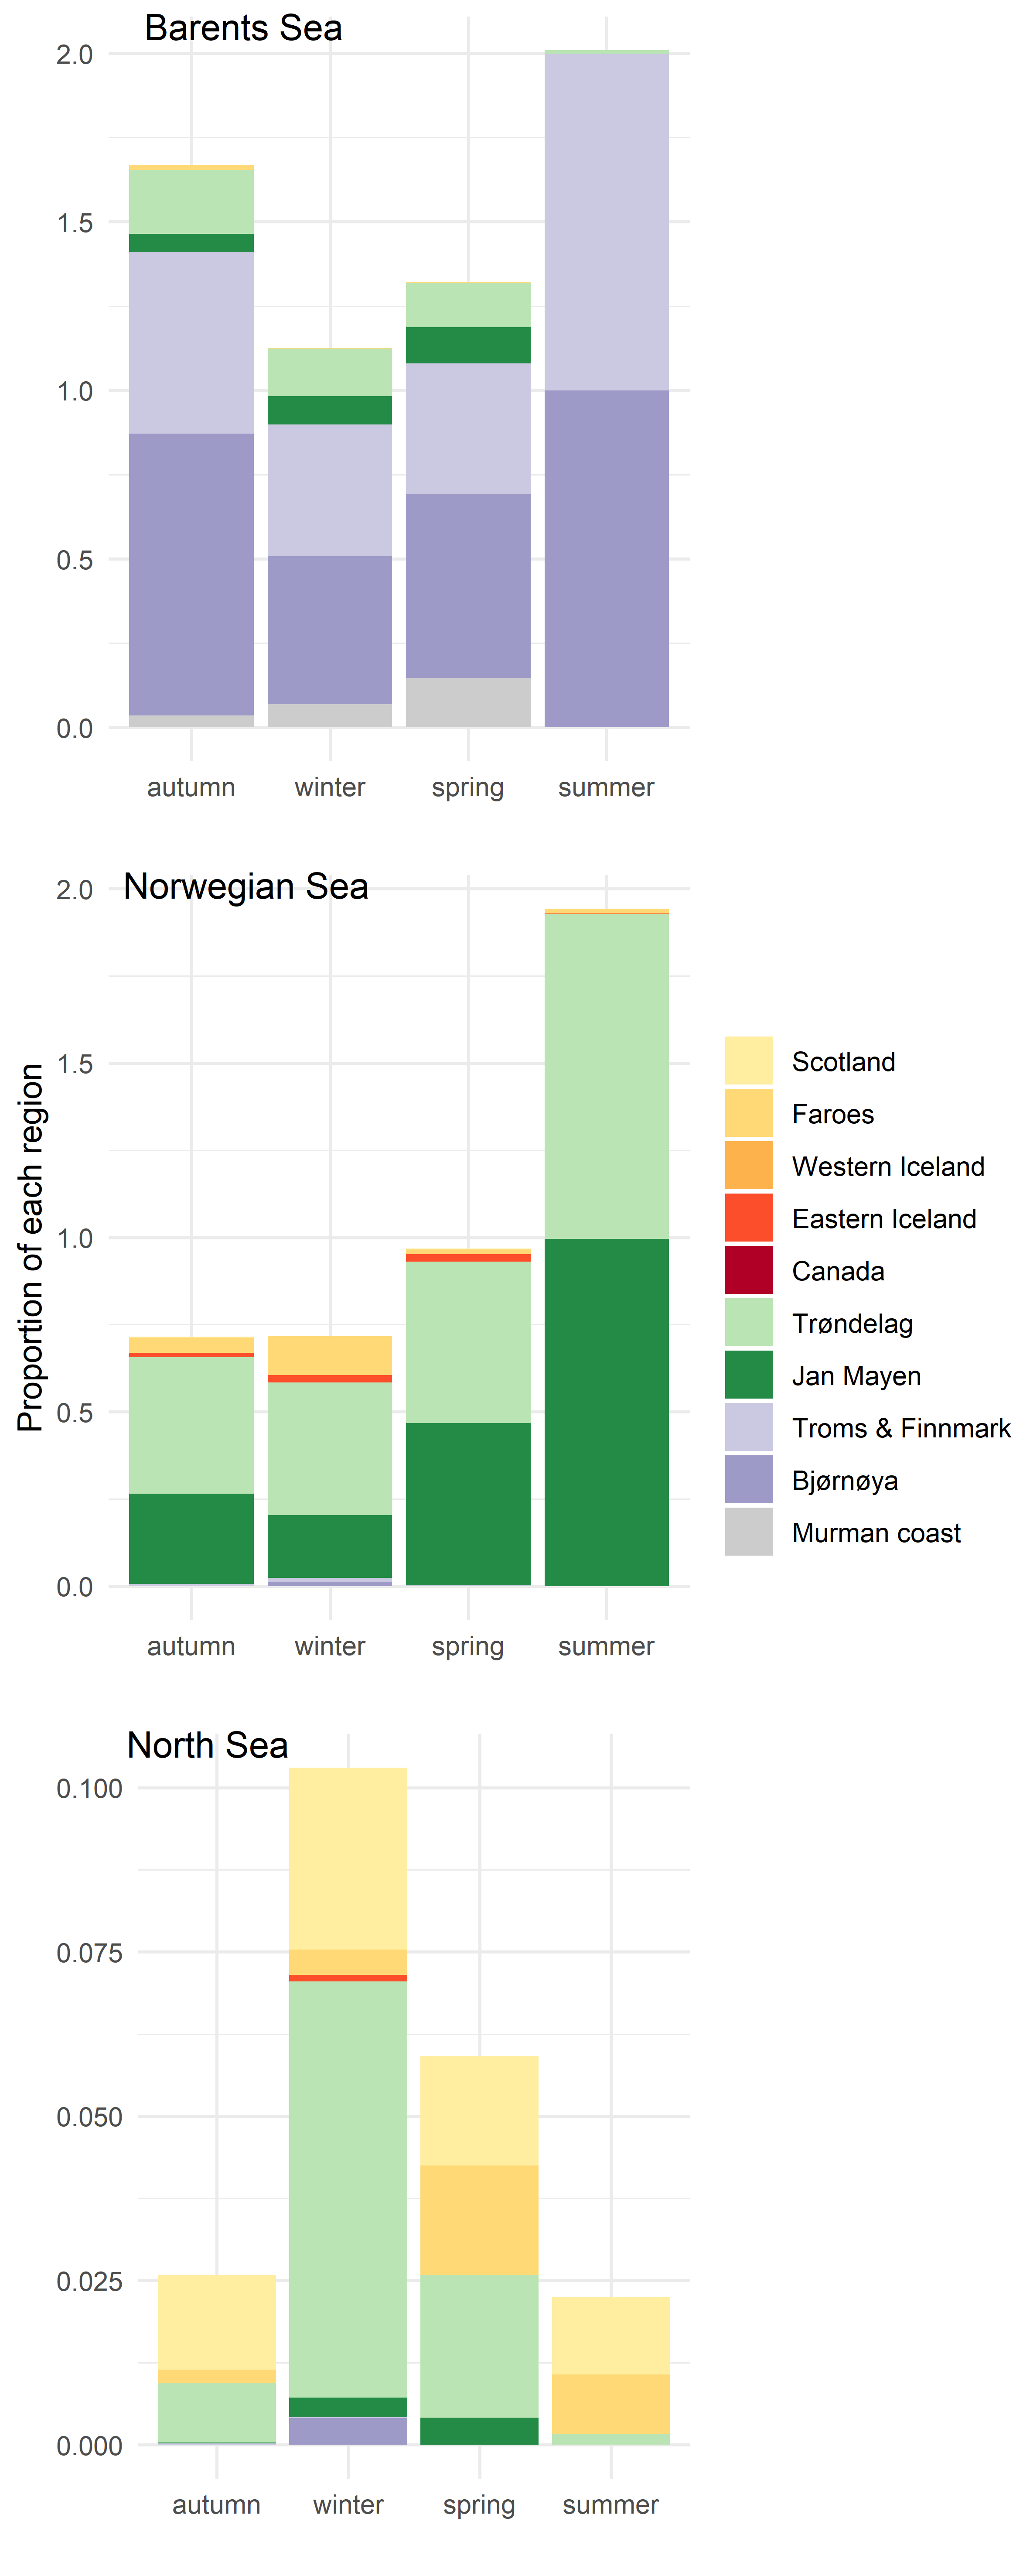 Barents Sea
2.0
1.5
1.0
0.5
0.0
autumn winter spring summer
Norwegian Sea
2.0
1.5
1.0
0.5
0.0
autumn winter spring summer
Proportion of each region
Scotland
Faroes
Western Iceland
Eastern Iceland
Canada
Trøndelag
Jan Mayen
Troms & Finnmark
Bjørnøya
Murman coast
North Sea
0.100
0.075
0.050
0.025
0.000
autumn winter spring summer